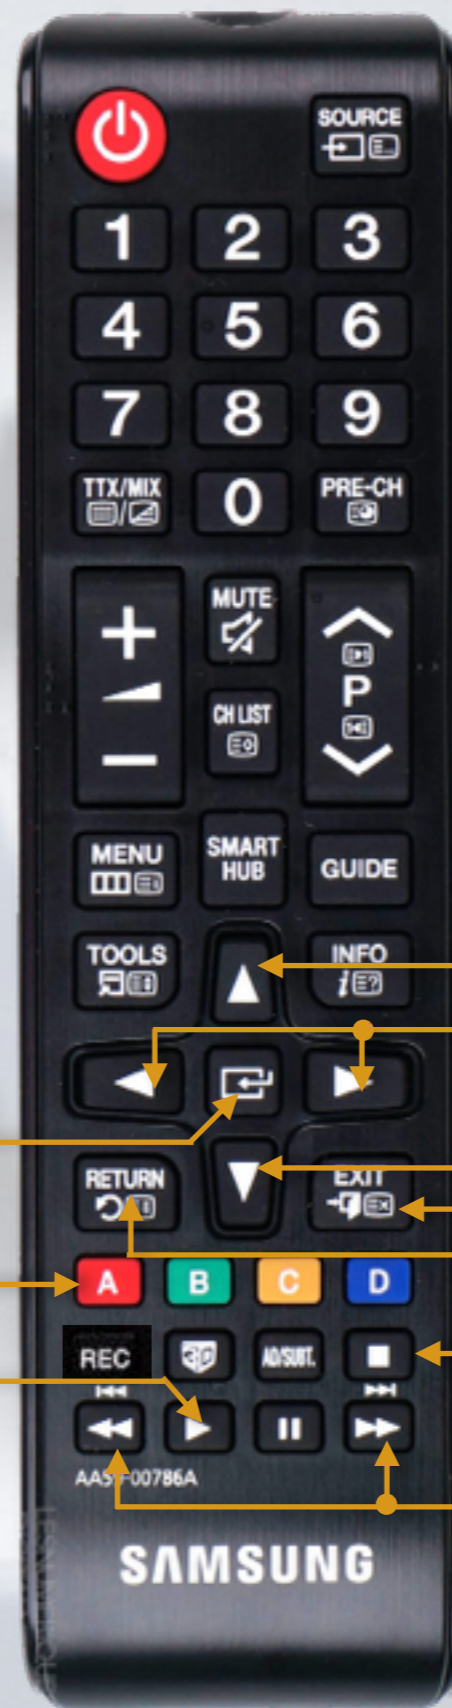 SOURCE
1 2 3
4 5 6
7 8 9
TTX/MIX 0 PRE-CH
MUTE
P
CH LIST
MENU SMART HUB GUIDE
TOOLS INFO
RETURN EXIT
A B C D
REC 3D AD/SUBT.
SAMSUNG